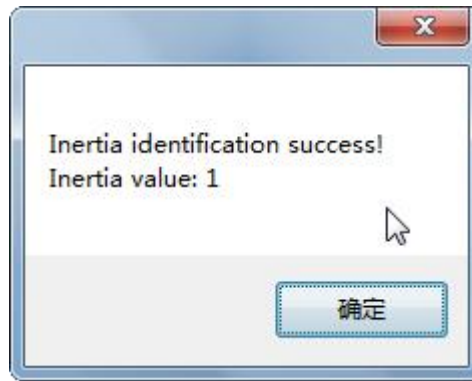 Inertia identification success!
Inertia value: 1
确定